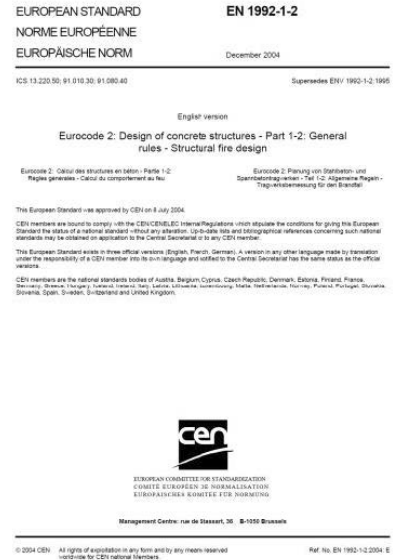 EUROPEAN STANDARD
EN 1992-1-2
NORME EUROPÉENNE
EUROPÄISCHE NORM
December 2004
ICS 13.220.50; 91.010.30; 91.080.40
Supersedes ENV 1992-1-2:1995
English version
Eurocode 2: Design of concrete structures - Part 1-2: General
rules - Structural fire design
Eurocode 2: Calcul des structures en béton - Partie 1-2:
Règles générales - Calcul du comportement au feu
Eurocode 2: Planung von Stahlbeton- und
Spannbetontragwerken - Teil 1-2: Allgemeine Regeln -
Tragwerksbemessung für den Brandfall
This European Standard was approved by CEN on 8 July 2004.
CEN members are bound to comply with the CEN/CENELEC Internal Regulations which stipulate the conditions for giving this European
Standard the status of a national standard without any alteration. Up-to-date lists and bibliographical references concerning such national
standards may be obtained on application to the Central Secretariat or to any CEN member.
This European Standard exists in three official versions (English, French, German). A version in any other language made by translation
under the responsibility of a CEN member into its own language and notified to the Central Secretariat has the same status as the official
versions.
CEN members are the national standards bodies of Austria, Belgium, Cyprus, Czech Republic, Denmark, Estonia, Finland, France,
Germany, Greece, Hungary, Iceland, Ireland, Italy, Latvia, Lithuania, Luxembourg, Malta, Netherlands, Norway, Poland, Portugal, Slovakia,
Slovenia, Spain, Sweden, Switzerland and United Kingdom.
cen
EUROPEAN COMMITTEE FOR STANDARDIZATION
COMITÉ EUROPÉEN DE NORMALISATION
EUROPÄISCHES KOMITEE FÜR NORMUNG
Management Centre: rue de Stassart, 36 B-1050 Brussels
© 2004 CEN All rights of exploitation in any form and by any means reserved
worldwide for CEN national Members.
Ref. No. EN 1992-1-2:2004: E